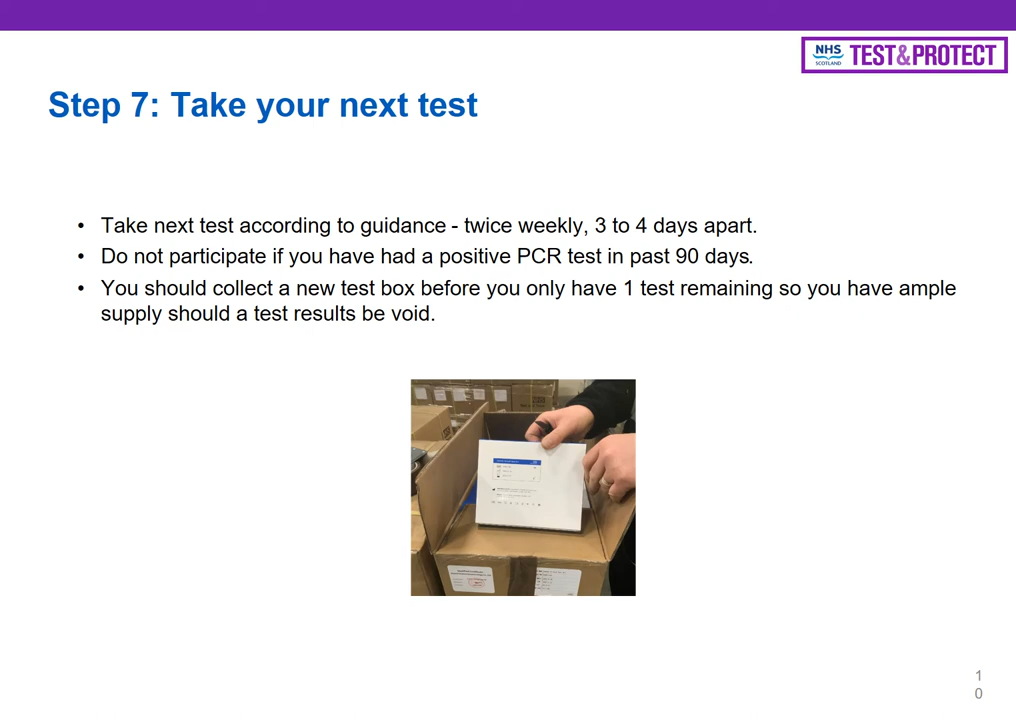 NHS
SCOTLAND
TEST&PROTECT
Step 7: Take your next test
• Take next test according to guidance - twice weekly, 3 to 4 days apart.
• Do not participate if you have had a positive PCR test in past 90 days.
• You should collect a new test box before you only have 1 test remaining so you have ample
supply should a test results be void.
1
0